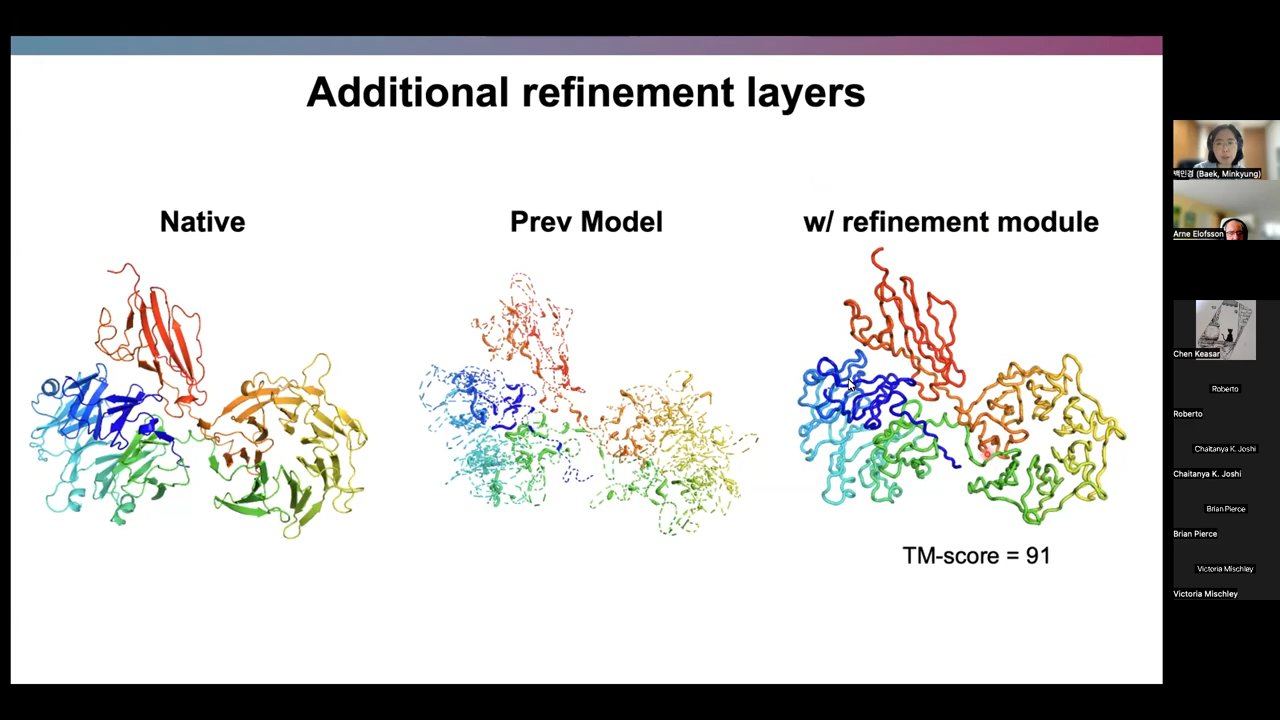 Additional refinement layers
Native
Prev Model
w/ refinement module
TM-score = 91
백민경 (Baek, Minkyung)
Arne Elofsson
Chen Keasar
Roberto
Roberto
Chaitanya K. Joshi
Chaitanya K. Joshi
Brian Pierce
Brian Pierce
Victoria Mischley
Victoria Mischley